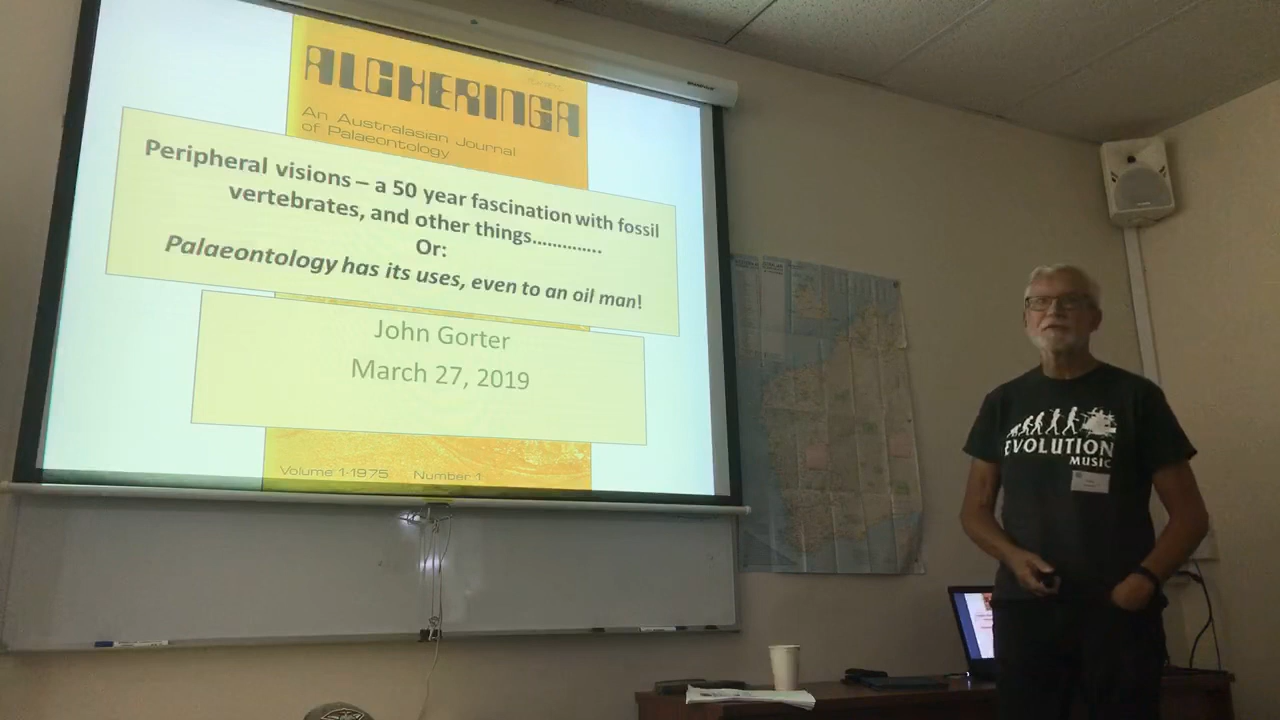 ALCHERINGA
An Australasian Journal
of Palaeontology
Peripheral visions – a 50 year fascination with fossil
vertebrates, and other things…………..
Or:
Palaeontology has its uses, even to an oil man!
John Gorter
March 27, 2019
Volume 1·1975 Number 1
EVOLUTION
MUSIC